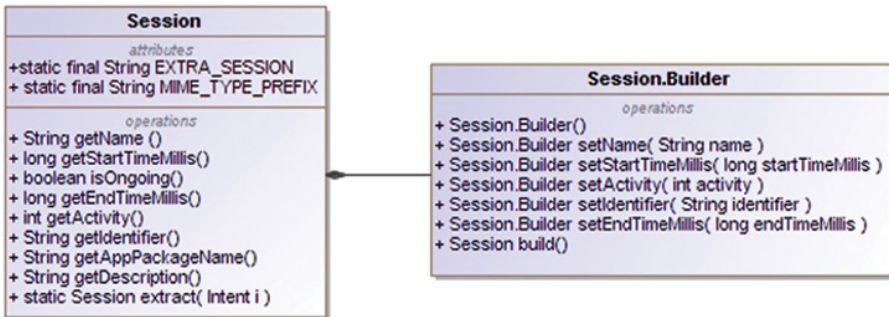 Session
attributes
+static final String EXTRA_SESSION
+ static final String MIME_TYPE_PREFIX
operations
+ String getName ()
+ long getStartTimeMillis()
+ boolean isOngoing()
+ long getEndTimeMillis()
+ int getActivity()
+ String getIdentifier()
+ String getAppPackageName()
+ String getDescription()
+ static Session extract( Intent i )
Session.Builder
operations
+ Session.Builder()
+ Session.Builder setName( String name )
+ Session.Builder setStartTimeMillis( long startTimeMillis )
+ Session.Builder setActivity( int activity )
+ Session.Builder setIdentifier( String identifier )
+ Session.Builder setEndTimeMillis( long endTimeMillis )
+ Session build()